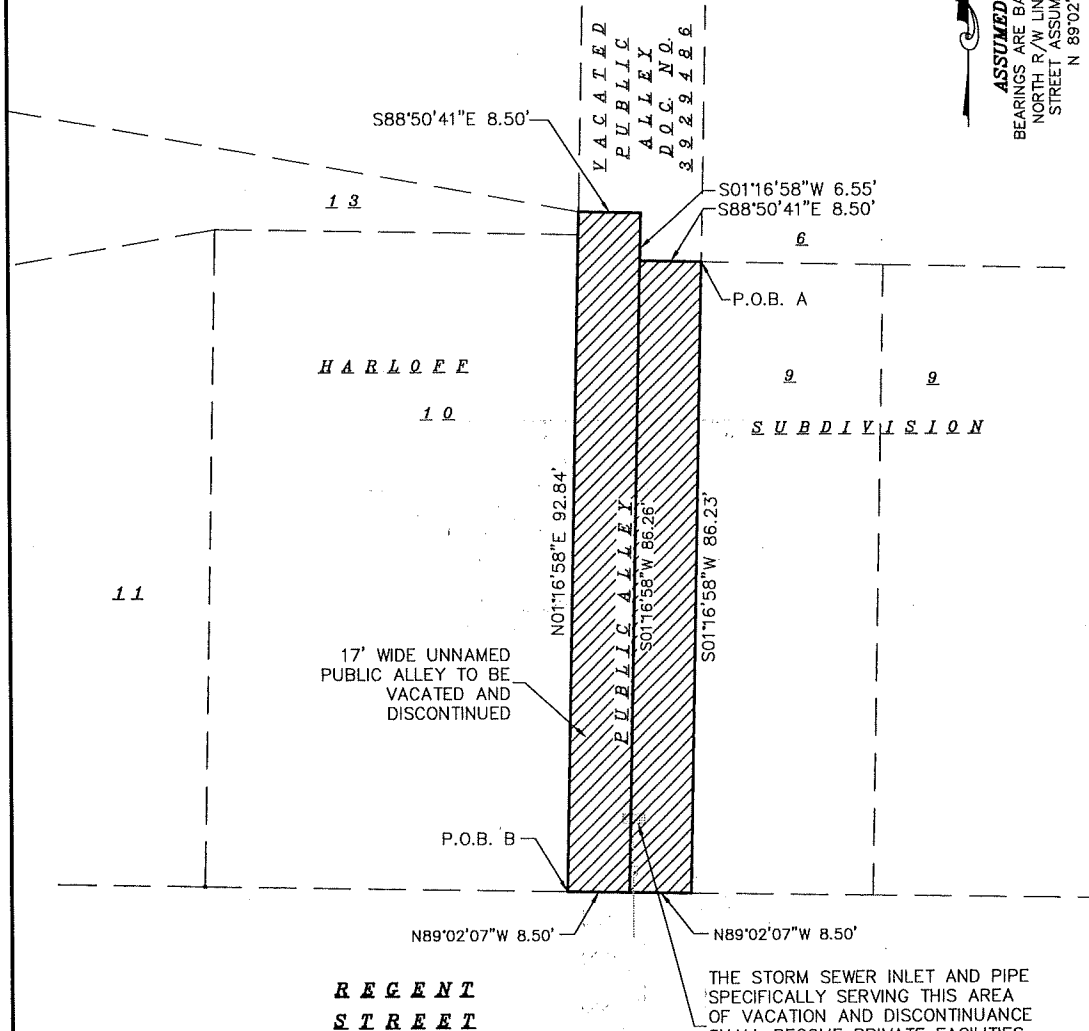 VACATED
PUBLIC
ALLEY
DOC. NO.
3929486
ASSUMED
BEARINGS ARE BA
NORTH R/W LIN
STREET ASSUM
N 89°02'
S88°50'41"E 8.50'
S01°16'58"W 6.55'
S88°50'41"E 8.50'
13
6
P.O.B. A
HARLOFF
10
9
9
SUBDIVISION
11
N01°16'58"E 92.84'
PUBLIC ALLEY
S01°16'58"W 86.26'
S01°16'58"W 86.23'
17' WIDE UNNAMED
PUBLIC ALLEY TO BE
VACATED AND
DISCONTINUED
P.O.B. B
N89°02'07"W 8.50'
N89°02'07"W 8.50'
REGENT
STREET
THE STORM SEWER INLET AND PIPE
SPECIFICALLY SERVING THIS AREA
OF VACATION AND DISCONTINUANCE
SHALL BECOME PRIVATE FACILITIES